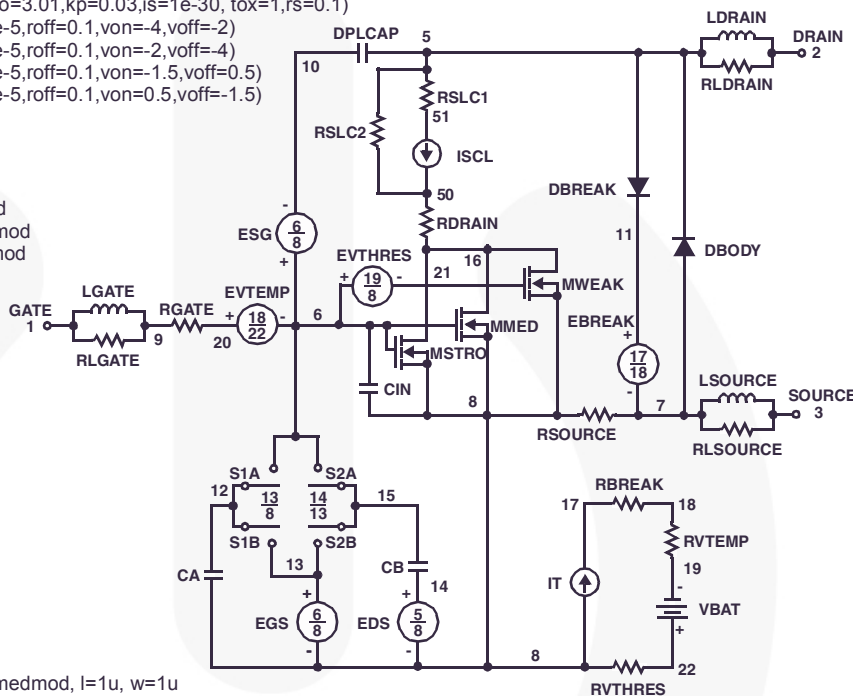 o=3.01,kp=0.03,is=1e-30, tox=1,rs=0.1)
e-5,roff=0.1,von=-4,voff=-2)
e-5,roff=0.1,von=-2,voff=-4)
e-5,roff=0.1,von=-1.5,voff=0.5)
e-5,roff=0.1,von=0.5,voff=-1.5)
d
mod
mod
LDRAIN
DPLCAP 5 DRAIN
10 2
RLDRAIN
RSLC1
51
RSLC2
ISCL
50
DBREAK
RDRAIN
ESG 6 8 - +
11
DBODY
EVTHRES
16
21
+ 19 8 -
MWEAK
LGATE
EVTEMP
GATE
1
RGATE
+ 18 22 -
6
MMED
EBREAK
+
9
20
MSTRO
17 18
RLGATE
-
LSOURCE
CIN
8
7
SOURCE
3
RSOURCE
RLSOURCE
S1A
S2A
12
13 8
14 13
15
RBREAK
17
18
S1B
S2B
RVTEMP
13
CB
19
CA
14
IT
-
VBAT
+ +
EGS 6 8
EDS 5 8
+
- -
8
22
RVTHRES
medmod, l=1u, w=1u